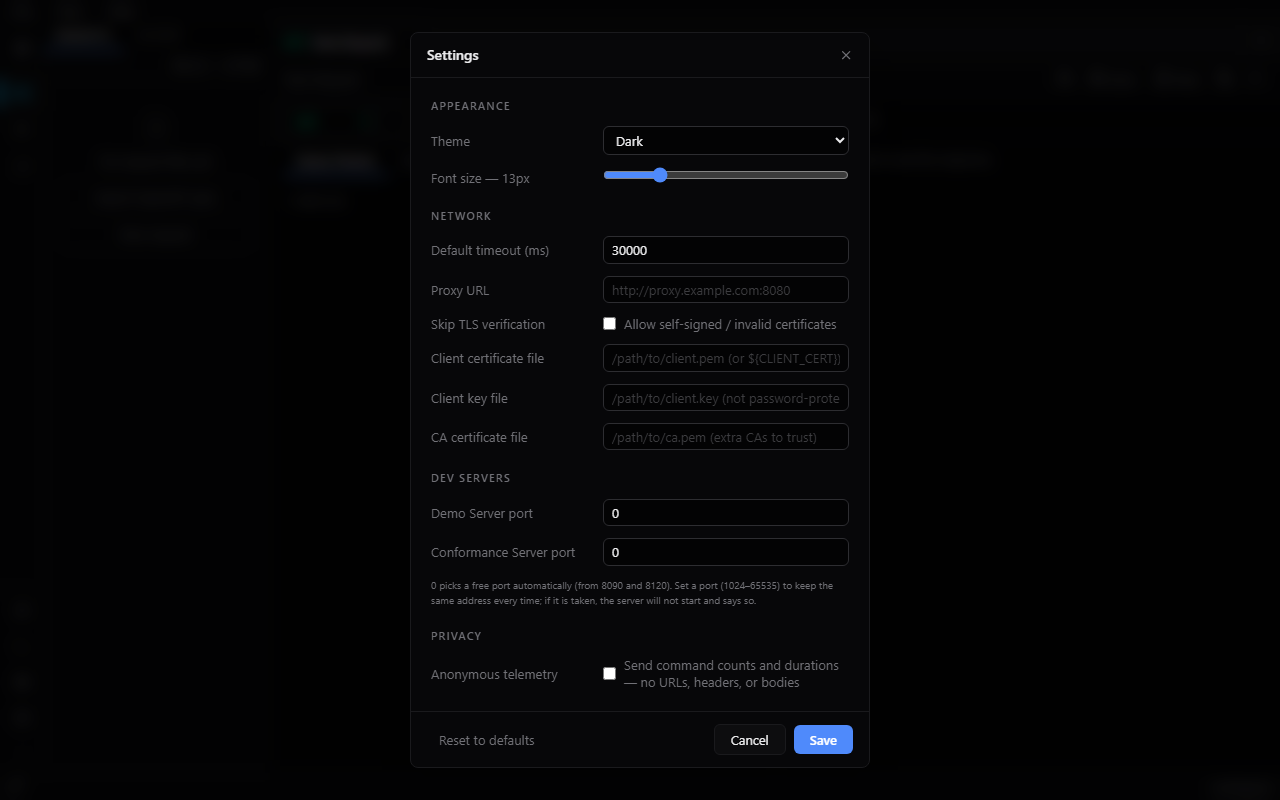 Settings
×
APPEARANCE
Theme
Dark
Font size — 13px
NETWORK
Default timeout (ms)
30000
Proxy URL
http://proxy.example.com:8080
Skip TLS verification
Allow self-signed / invalid certificates
Client certificate file
/path/to/client.pem (or ${CLIENT_CERT})
Client key file
/path/to/client.key (not password-prote
CA certificate file
/path/to/ca.pem (extra CAs to trust)
DEV SERVERS
Demo Server port
0
Conformance Server port
0
0 picks a free port automatically (from 8090 and 8120). Set a port (1024–65535) to keep the
same address every time; if it is taken, the server will not start and says so.
PRIVACY
Anonymous telemetry
Send command counts and durations
— no URLs, headers, or bodies
Reset to defaults
Cancel
Save